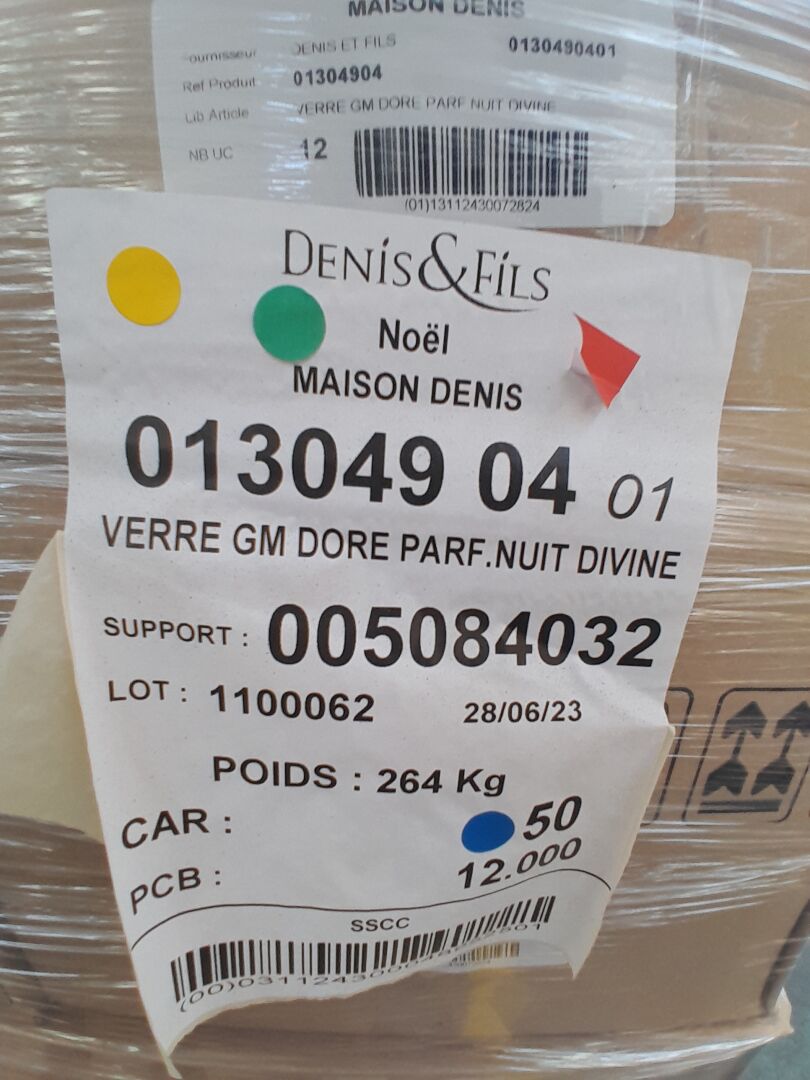 MAISON DENIS
Fournisseur DENIS ET FILS 0130490401
Ref Produit 01304904
Lib Article VERRE GM DORE PARF NUIT DIVINE
NB UC 12
(01)13112430072824
DENIS&FILS
Noël
MAISON DENIS
013049 04 01
VERRE GM DORE PARF.NUIT DIVINE
SUPPORT : 005084032
LOT : 1100062 28/06/23
POIDS : 264 Kg
CAR : 50
PCB : 12.000
SSCC